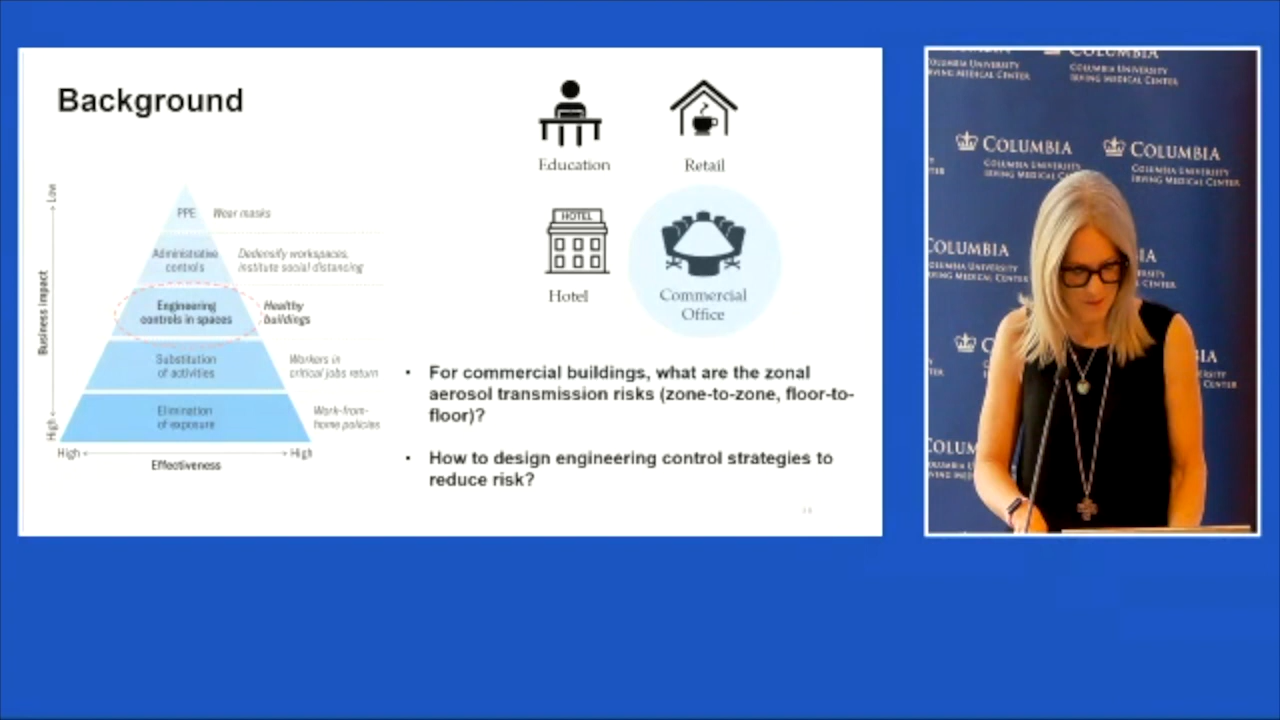 Background
Education
Retail
HOTEL
Hotel
Commercial
Office
Low
Business impact
High
PPE
Wear masks
Administrative
controls
Dedensify workspaces,
institute social distancing
Engineering
controls in spaces
Healthy
buildings
Substitution
of activities
Workers in
critical jobs return
Elimination
of exposure
Work-from-
home policies
High
High
Effectiveness
• For commercial buildings, what are the zonal
aerosol transmission risks (zone-to-zone, floor-to-
floor)?
• How to design engineering control strategies to
reduce risk?
COLUMBIA
COLUMBIA UNIVERSITY
IRVING MEDICAL CENTER
COLUMBIA UNIVERSITY
IRVING MEDICAL CENTER
COLUMBIA
COLUMBIA UNIVERSITY
COLUMBIA
COLUMBIA UNIVERSITY
IRVING MEDICAL CENTER
COLUMBIA